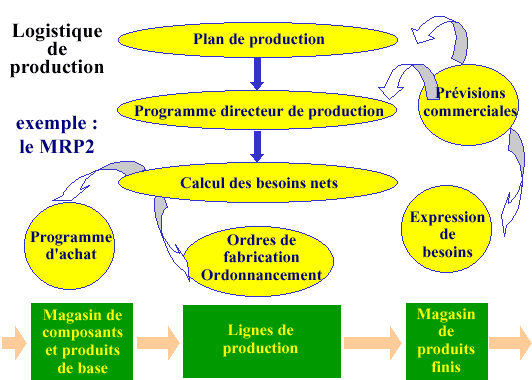 Logistique
de
production
exemple :
le MRP2
Plan de production
Programme directeur de production
Prévisions
commerciales
Calcul des besoins nets
Programme
d'achat
Ordres de
fabrication
Ordonnancement
Expression
de
besoins
Magasin de
composants
et produits
de base
Lignes de
production
Magasin
de
produits
finis